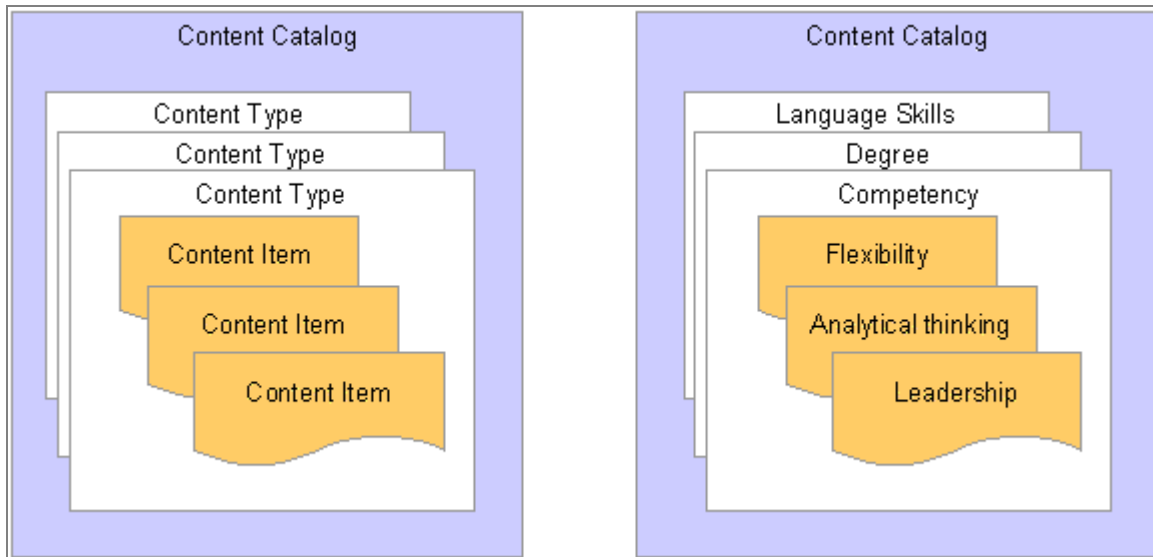 Content Catalog
Content Type
Content Type
Content Type
Content Item
Content Item
Content Item
Content Catalog
Language Skills
Degree
Competency
Flexibility
Analytical thinking
Leadership